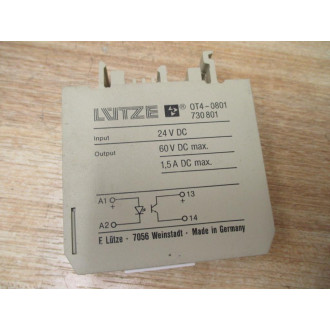 LÜTZE ® OT4-0801
730 801
Input 24 V DC
Output 60 V DC max.
1,5 A DC max.
A1 13
A2 14
E Lütze - 7056 Weinstadt - Made in Germany